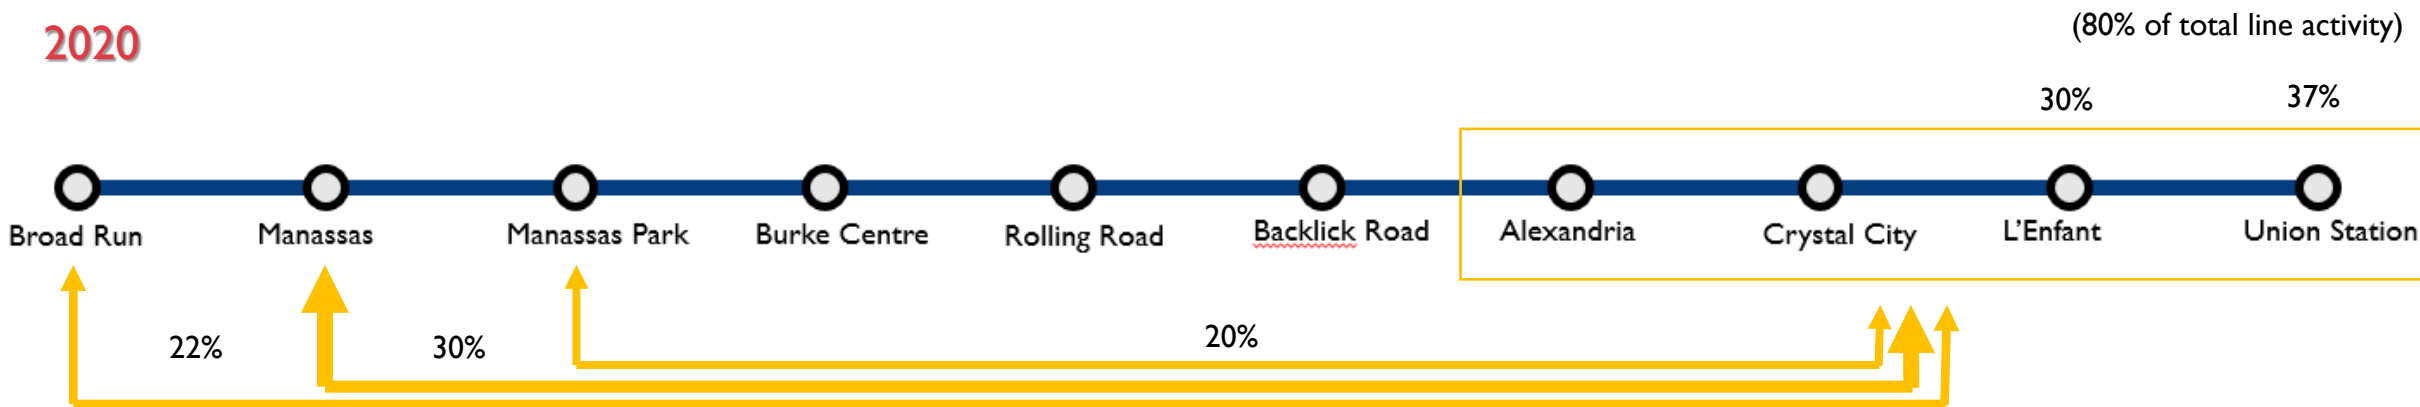 2020
(80% of total line activity)
30%
37%
Broad Run
Manassas
Manassas Park
Burke Centre
Rolling Road
Backlick Road
Alexandria
Crystal City
L'Enfant
Union Station
22%
30%
20%